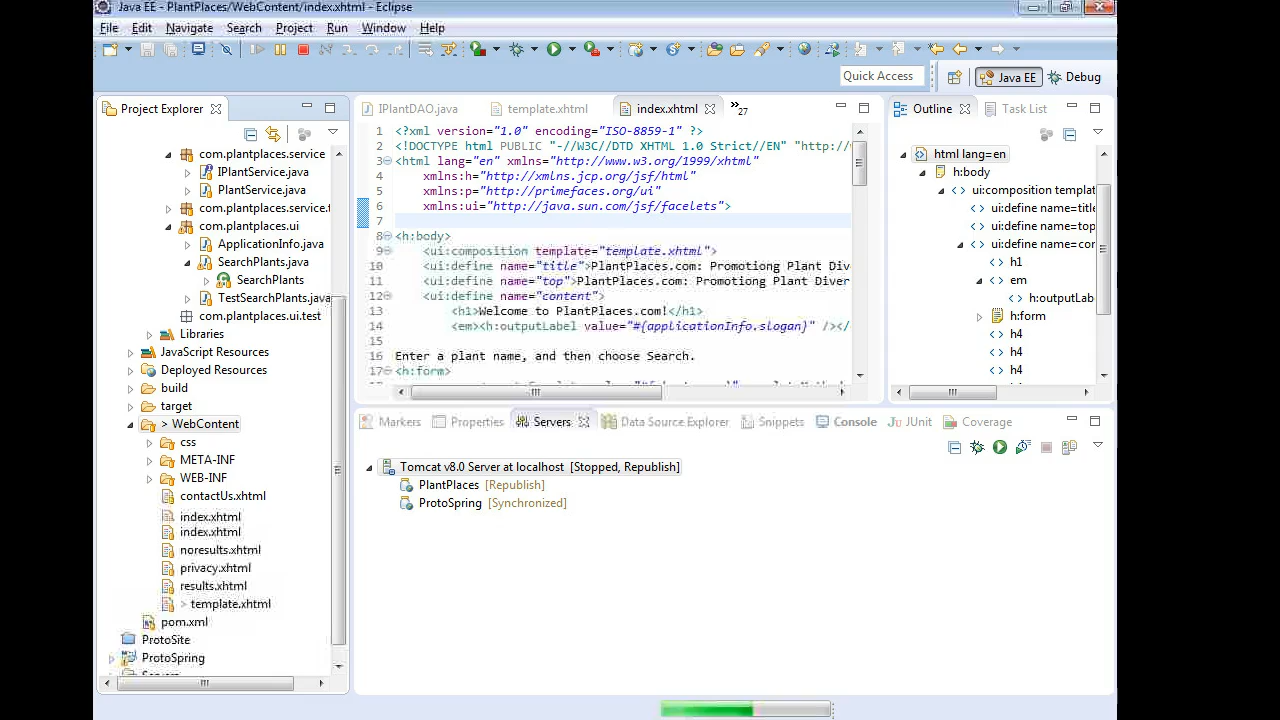 Java EE - PlantPlaces/WebContent/index.xhtml - Eclipse
File Edit Navigate Search Project Run Window Help
Quick Access
Java EE
Debug
Project Explorer
com.plantplaces.service
IPlantService.java
PlantService.java
com.plantplaces.service.t
com.plantplaces.ui
ApplicationInfo.java
SearchPlants.java
SearchPlants
TestSearchPlants.java
com.plantplaces.ui.test
Libraries
JavaScript Resources
Deployed Resources
build
target
> WebContent
css
META-INF
WEB-INF
contactUs.xhtml
index.xhtml
index.xhtml
noresults.xhtml
privacy.xhtml
results.xhtml
> template.xhtml
pom.xml
ProtoSite
ProtoSpring
IPlantDAO.java template.xhtml index.xhtml »27
1 <?xml version="1.0" encoding="ISO-8859-1" ?>
2 <!DOCTYPE html PUBLIC "-//W3C//DTD XHTML 1.0 Strict//EN" "http://
3 <html lang="en" xmlns="http://www.w3.org/1999/xhtml"
4 xmlns:h="http://xmlns.jcp.org/jsf/html"
5 xmlns:p="http://primefaces.org/ui"
6 xmlns:ui="http://java.sun.com/jsf/facelets">
7
8 <h:body>
9 <ui:composition template="template.xhtml">
10 <ui:define name="title">PlantPlaces.com: Promotiong Plant Div
11 <ui:define name="top">PlantPlaces.com: Promotiong Plant Diver
12 <ui:define name="content">
13 <h1>Welcome to PlantPlaces.com!</h1>
14 <em><h:outputLabel value="#{applicationInfo.slogan}" /></
15
16 Enter a plant name, and then choose Search.
17 <h:form>
Outline Task List
html lang=en
h:body
ui:composition templat
ui:define name=title
ui:define name=top
ui:define name=cor
h1
em
h:outputLab
h:form
h4
h4
h4
Markers Properties Servers Data Source Explorer Snippets Console JUnit Coverage
Tomcat v8.0 Server at localhost [Stopped, Republish]
PlantPlaces [Republish]
ProtoSpring [Synchronized]